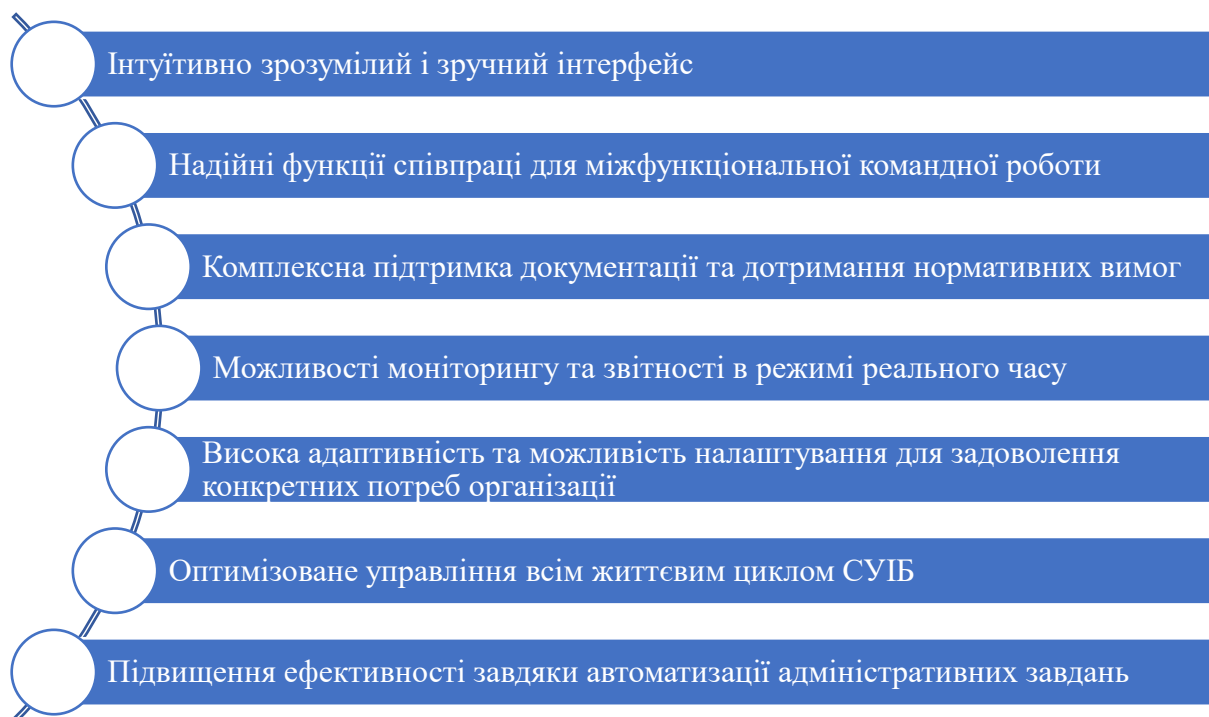 Інтуїтивно зрозумілий і зручний інтерфейс
Надійні функції співпраці для міжфункціональної командної роботи
Комплексна підтримка документації та дотримання нормативних вимог
Можливості моніторингу та звітності в режимі реального часу
Висока адаптивність та можливість налаштування для задоволення
конкретних потреб організації
Оптимізоване управління всім життєвим циклом СУІБ
Підвищення ефективності завдяки автоматизації адміністративних завдань